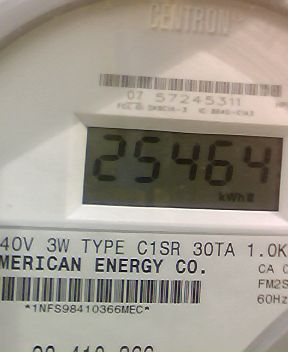 CENTRON
07 57245311
25464
kWh
40V 3W TYPE C1SR 30TA 1.0K
MERICAN ENERGY CO.
CA 0
FM2S
60Hz
*1NFS98410366MEC*